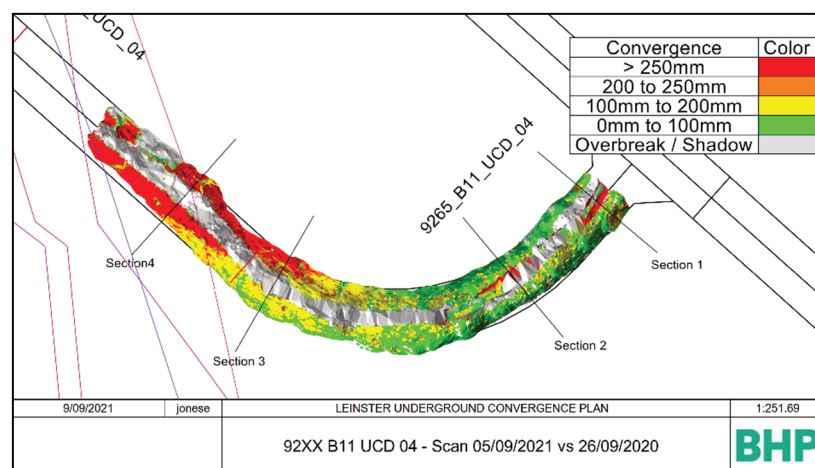 _UCD_04
Convergence Color
> 250mm
200 to 250mm
100mm to 200mm
0mm to 100mm
Overbreak / Shadow
9265_B11_UCD_04
Section4
Section 1
Section 3
Section 2
9/09/2021 jonese LEINSTER UNDERGROUND CONVERGENCE PLAN 1:251.69
92XX B11 UCD 04 - Scan 05/09/2021 vs 26/09/2020
BHP